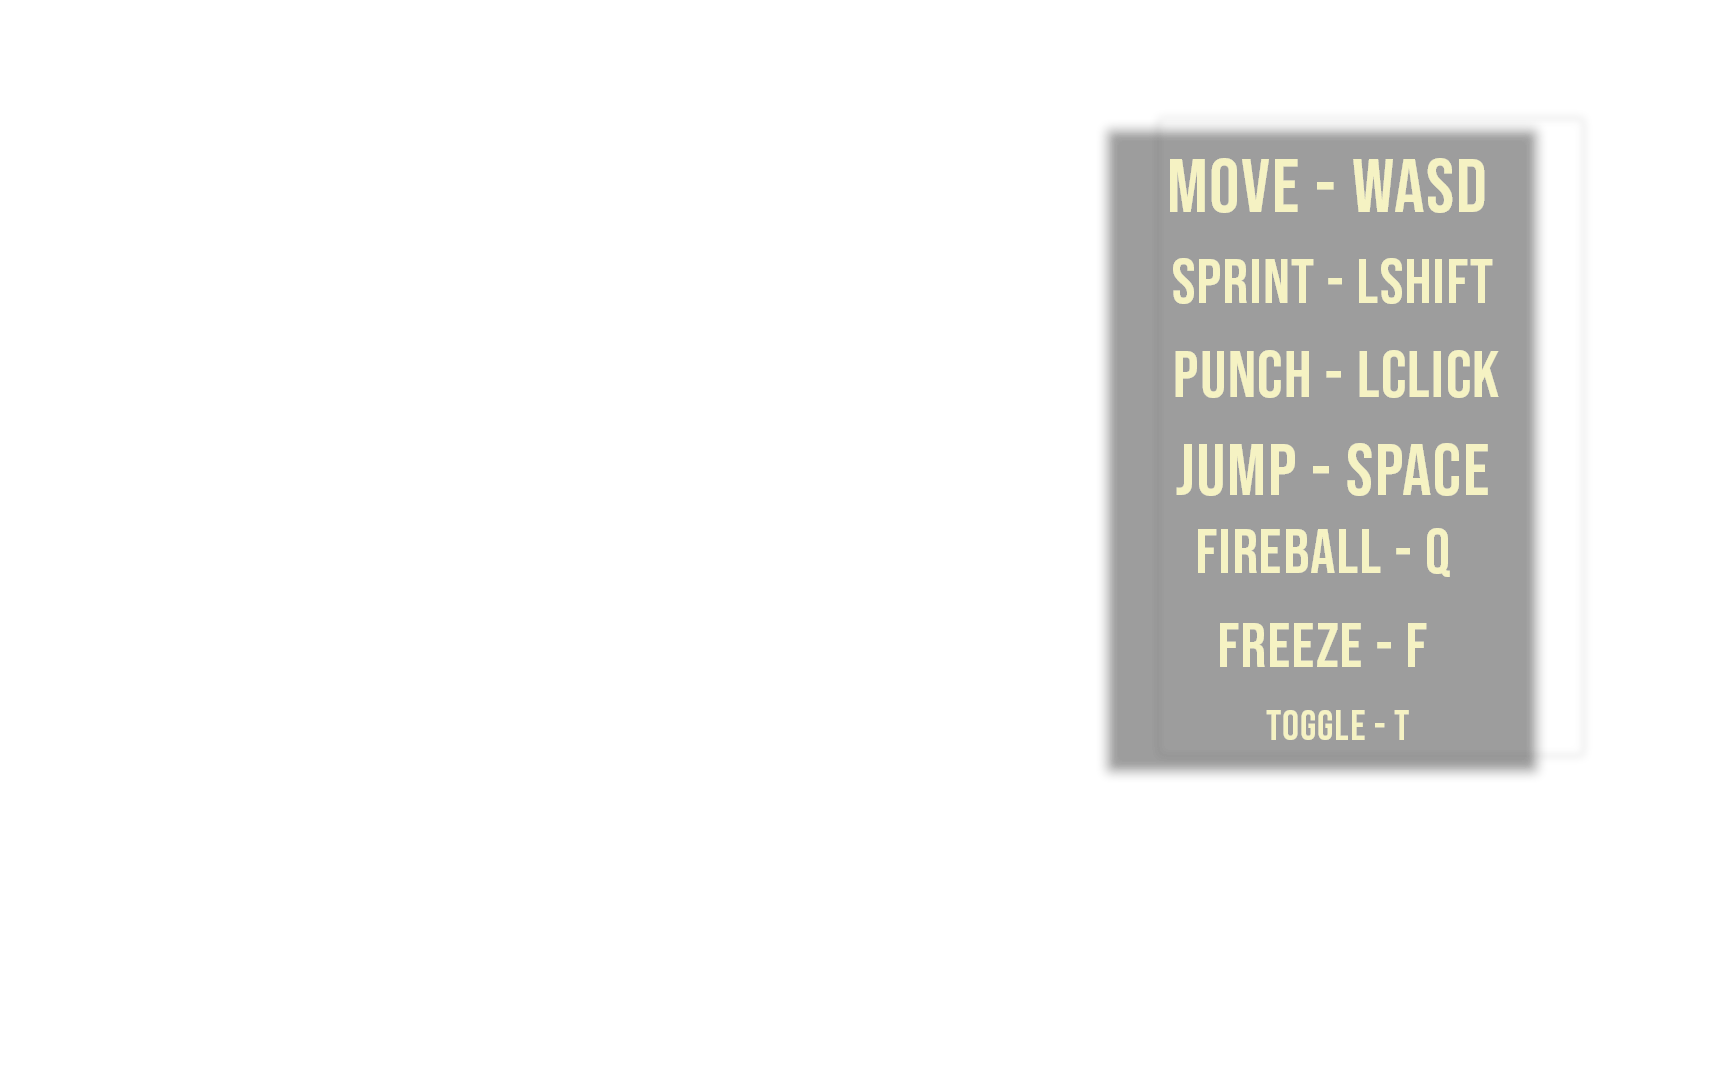 MOVE - WASD
SPRINT - LSHIFT
PUNCH - LCLICK
JUMP - SPACE
FIREBALL - Q
FREEZE - F
TOGGLE - T